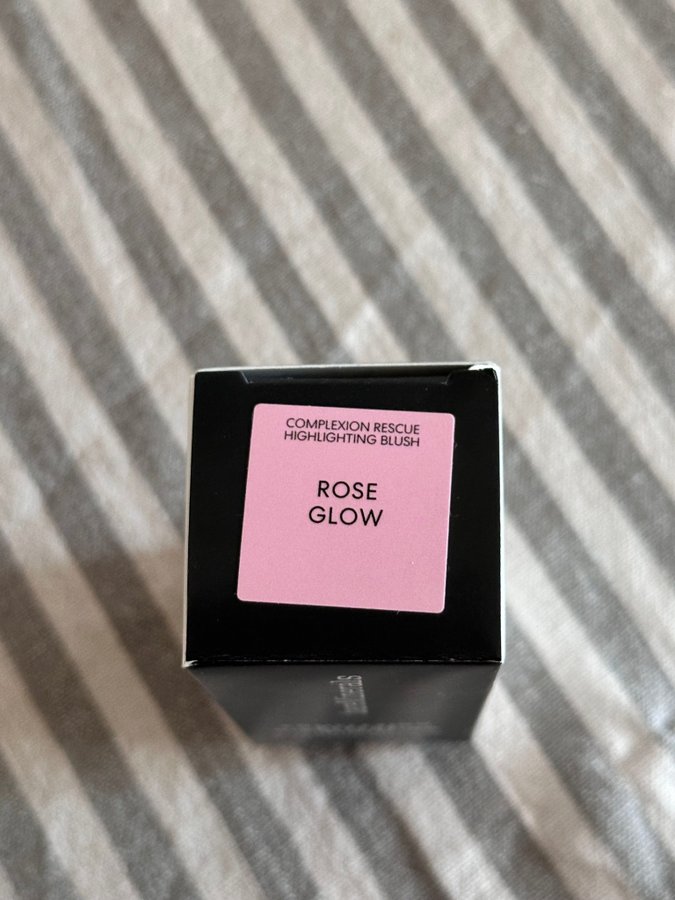 COMPLEXION RESCUE
HIGHLIGHTING BLUSH
ROSE
GLOW